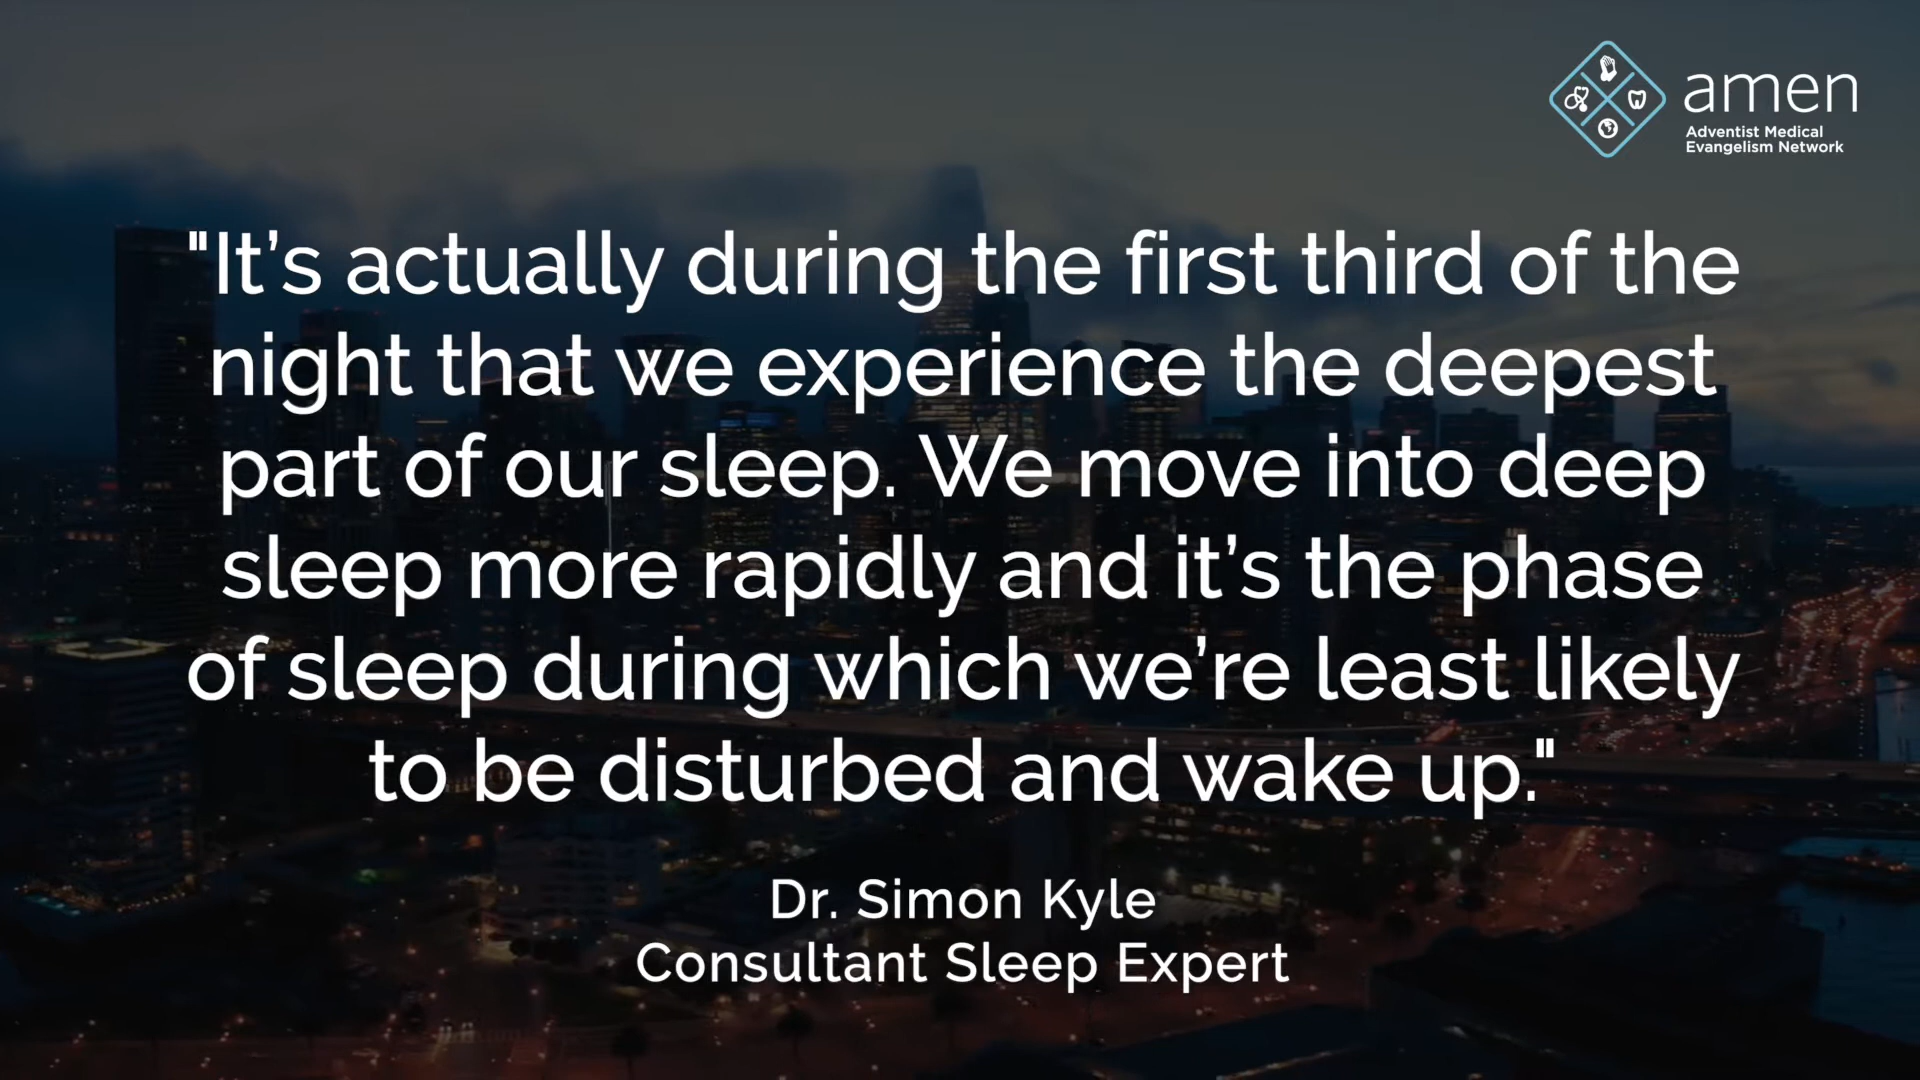 amen
Adventist Medical
Evangelism Network
"It’s actually during the first third of the
night that we experience the deepest
part of our sleep. We move into deep
sleep more rapidly and it’s the phase
of sleep during which we’re least likely
to be disturbed and wake up."
Dr. Simon Kyle
Consultant Sleep Expert